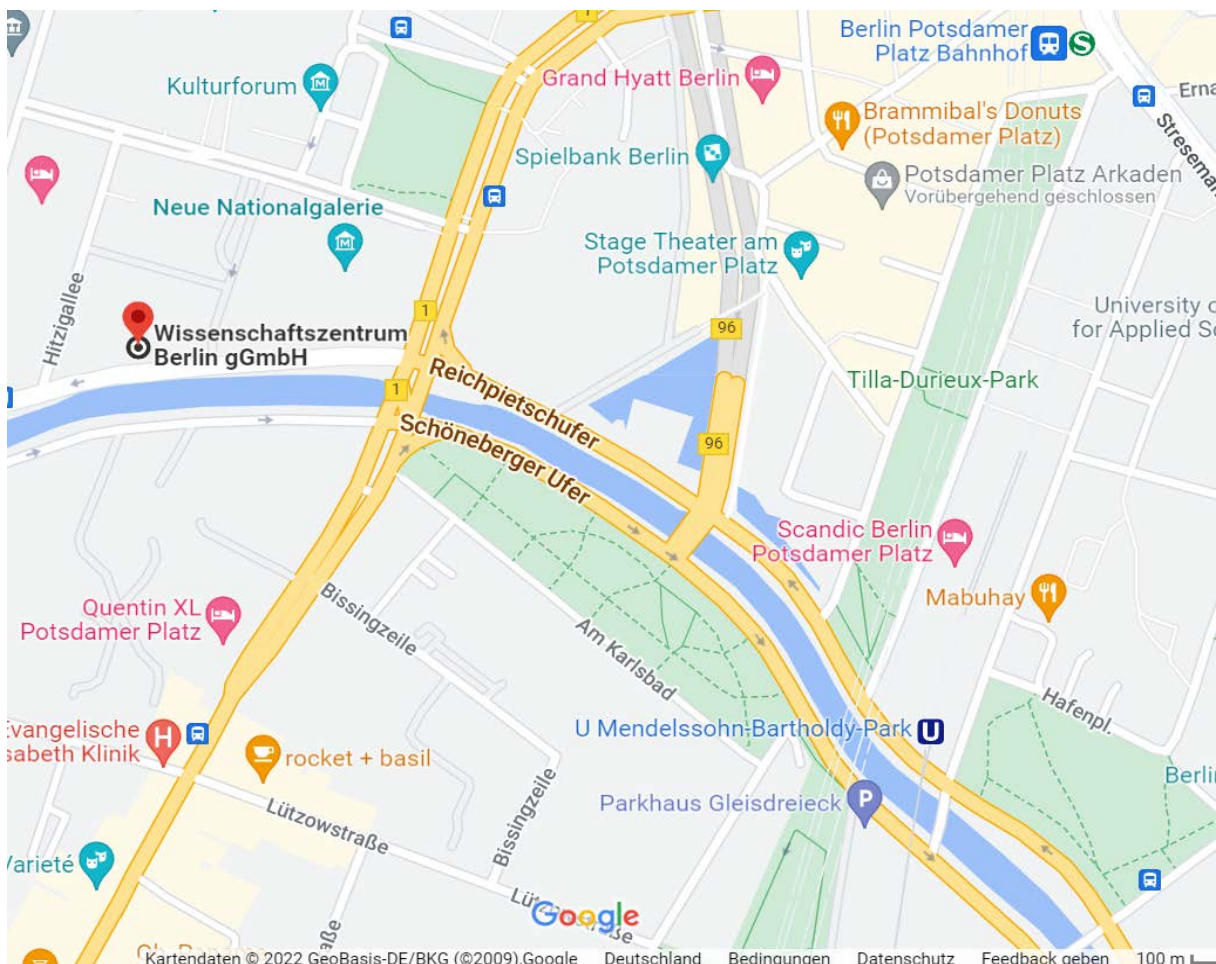 Kulturforum
Grand Hyatt Berlin
Berlin Potsdamer
Platz Bahnhof
S
Erna
Stresemann
Brammibal's Donuts
(Potsdamer Platz)
Spielbank Berlin
Potsdamer Platz Arkaden
Vorübergehend geschlossen
Neue Nationalgalerie
Stage Theater am
Potsdamer Platz
Hitzigallee
Wissenschaftszentrum
Berlin gGmbH
1
1
1
96
96
University o
for Applied Sc
Tilla-Durieux-Park
Reichpietschufer
Schöneberger Ufer
Scandic Berlin
Potsdamer Platz
Mabuhay
Quentin XL
Potsdamer Platz
Bissingzeile
Am Karlsbad
Hafenpl.
U Mendelssohn-Bartholdy-Park
U
Evangelische
sabeth Klinik
H
rocket + basil
Parkhaus Gleisdreieck
P
Berlin
Lützowstraße
Bissingzeile
Varieté
Lützowstraße
Google
Kartendaten © 2022 GeoBasis-DE/BKG (©2009),Google Deutschland Bedingungen Datenschutz Feedback geben 100 m